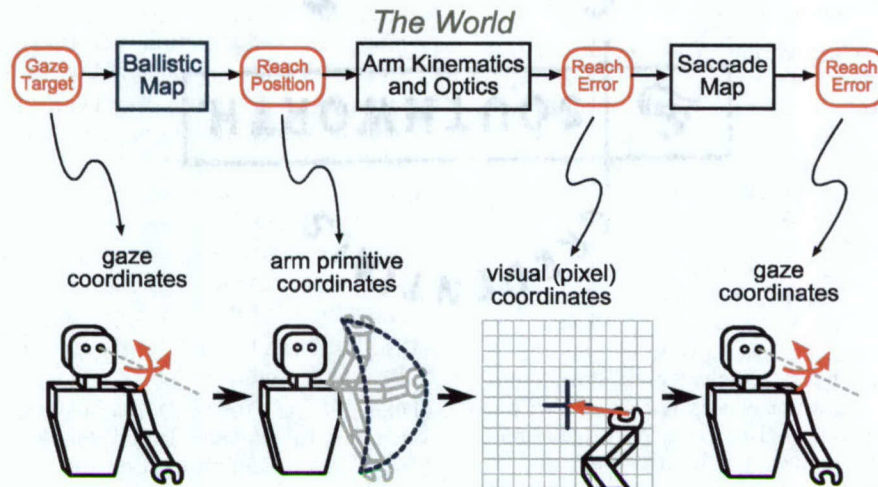 The World
Gaze
Target
Ballistic
Map
Reach
Position
Arm Kinematics
and Optics
Reach
Error
Saccade
Map
Reach
Error
SOUTHWORTH
gaze
coordinates
arm primitive
coordinates
visual (pixel)
coordinates
gaze
coordinates